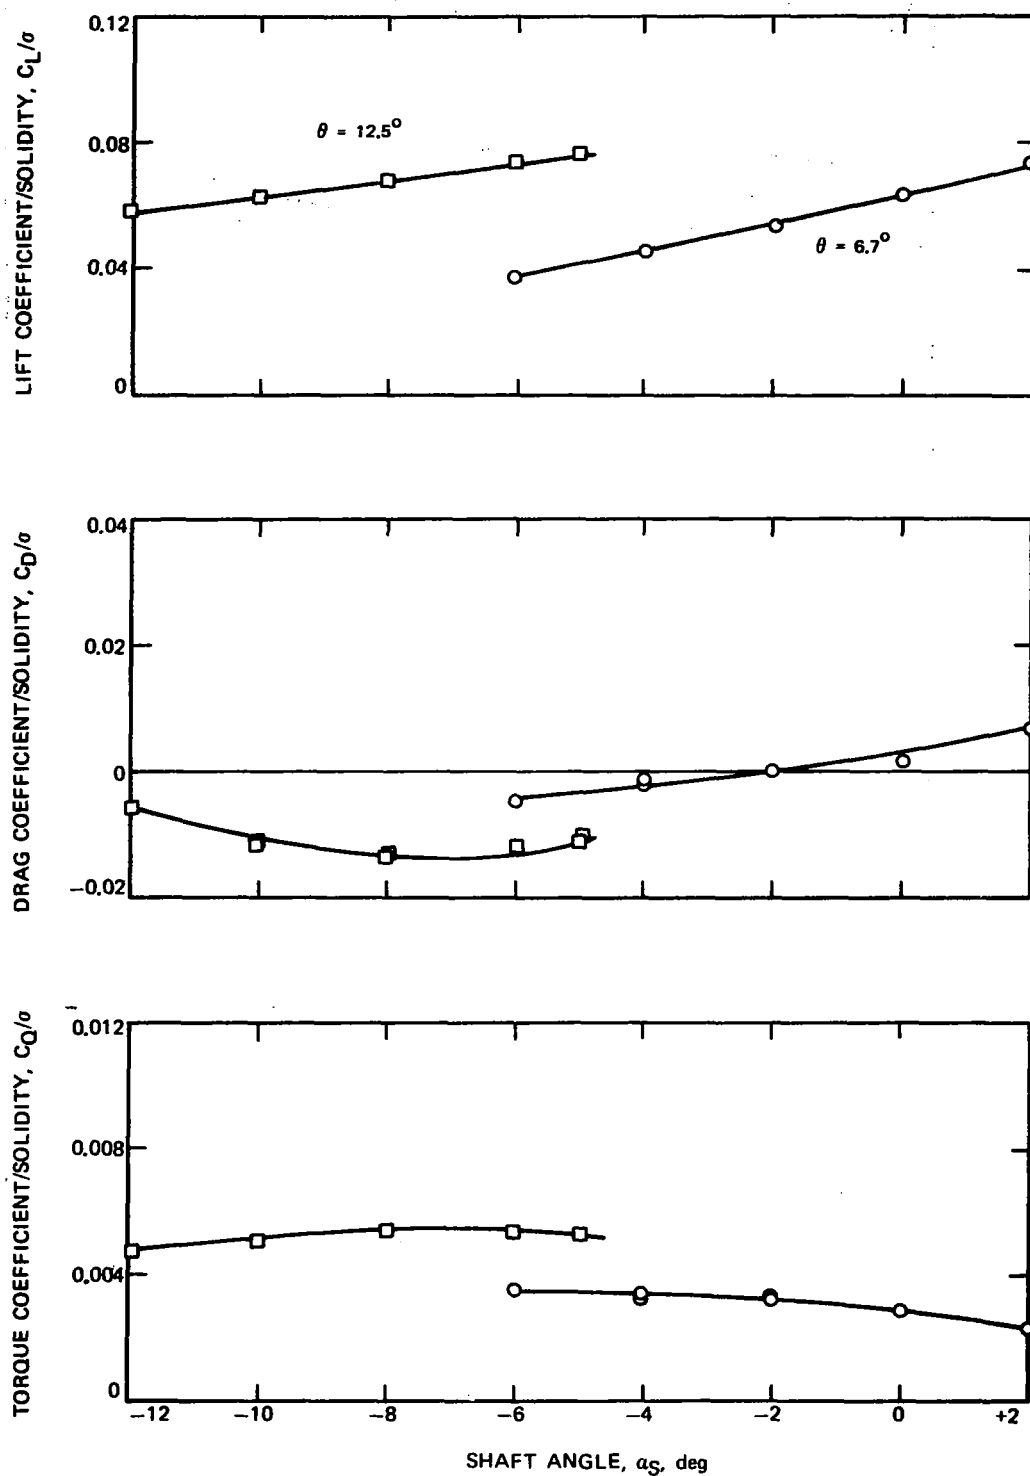 LIFT COEFFICIENT/SOLIDITY, C_L/σ
0.12
0.08
0.04
0
θ = 12.5°
θ = 6.7°
DRAG COEFFICIENT/SOLIDITY, C_D/σ
0.04
0.02
0
−0.02
TORQUE COEFFICIENT/SOLIDITY, C_Q/σ
0.012
0.008
0.004
0
−12 −10 −8 −6 −4 −2 0 +2
SHAFT ANGLE, α_S, deg